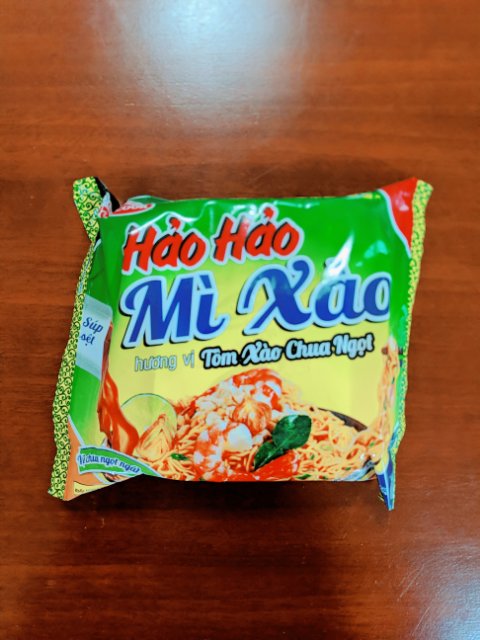 Hảo Hảo
Mì Xào
Súp
sệt
hương vị Tôm Xào Chua Ngọt